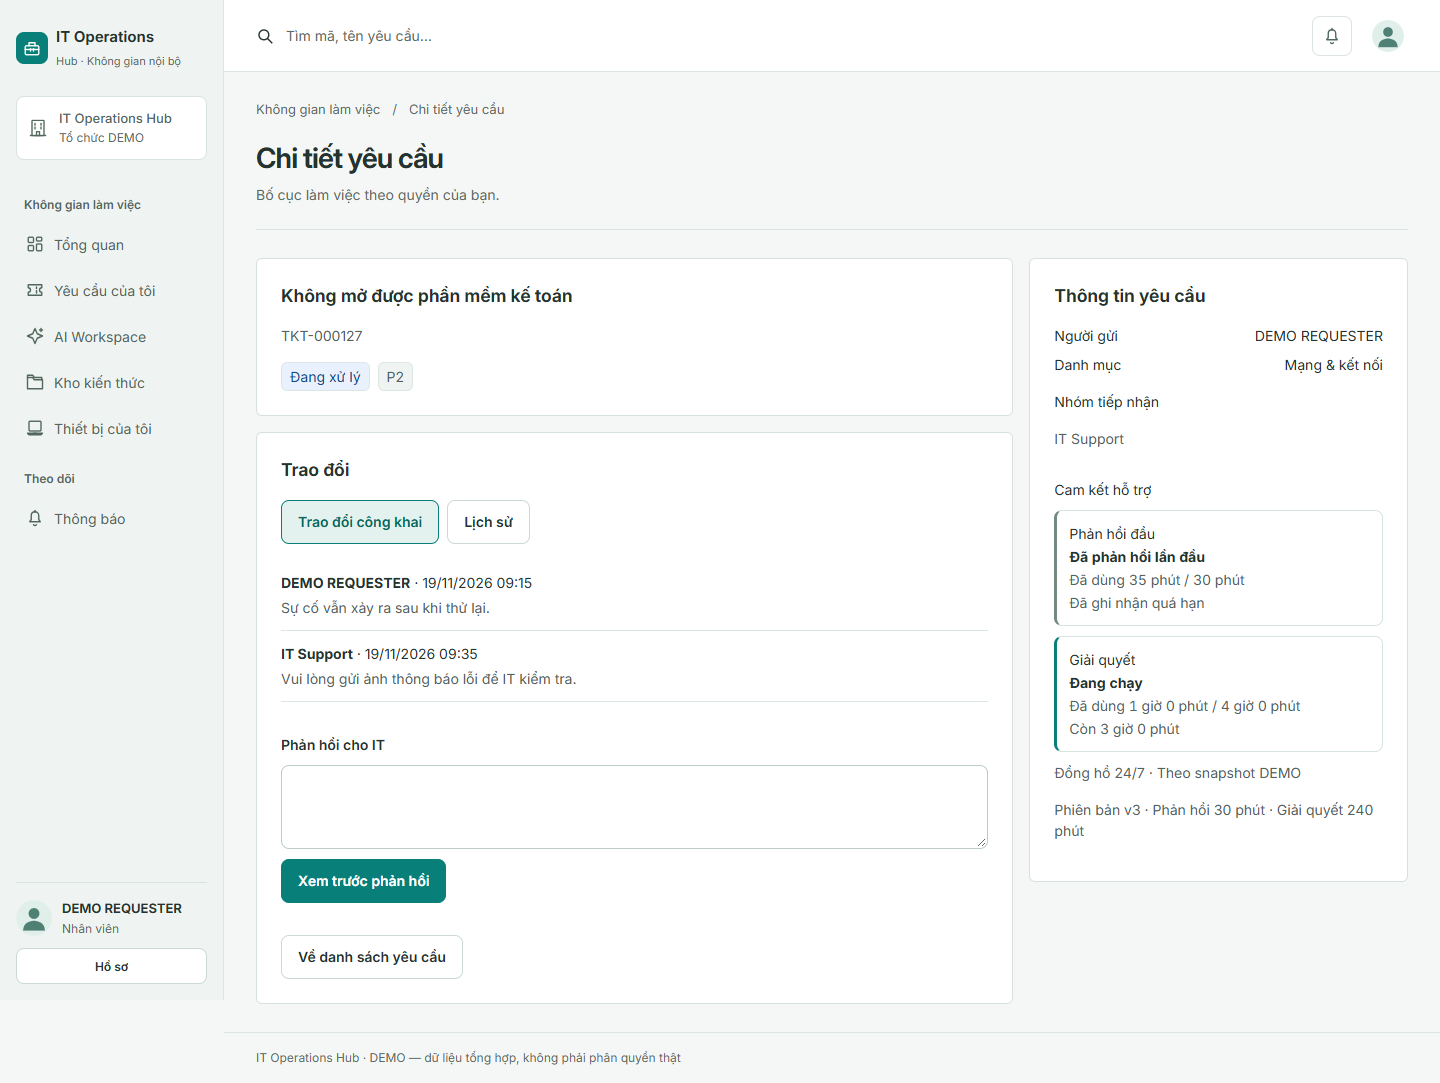 IT Operations
Hub · Không gian nội bộ
IT Operations Hub
Tổ chức DEMO
Không gian làm việc
Tổng quan
Yêu cầu của tôi
AI Workspace
Kho kiến thức
Thiết bị của tôi
Theo dõi
Thông báo
DEMO REQUESTER
Nhân viên
Hồ sơ
Tìm mã, tên yêu cầu...
Không gian làm việc / Chi tiết yêu cầu
Chi tiết yêu cầu
Bố cục làm việc theo quyền của bạn.
Không mở được phần mềm kế toán
TKT-000127
Đang xử lý P2
Trao đổi
Trao đổi công khai Lịch sử
DEMO REQUESTER · 19/11/2026 09:15
Sự cố vẫn xảy ra sau khi thử lại.
IT Support · 19/11/2026 09:35
Vui lòng gửi ảnh thông báo lỗi để IT kiểm tra.
Phản hồi cho IT
Xem trước phản hồi
Về danh sách yêu cầu
Thông tin yêu cầu
Người gửi DEMO REQUESTER
Danh mục Mạng & kết nối
Nhóm tiếp nhận
IT Support
Cam kết hỗ trợ
Phản hồi đầu
Đã phản hồi lần đầu
Đã dùng 35 phút / 30 phút
Đã ghi nhận quá hạn
Giải quyết
Đang chạy
Đã dùng 1 giờ 0 phút / 4 giờ 0 phút
Còn 3 giờ 0 phút
Đồng hồ 24/7 · Theo snapshot DEMO
Phiên bản v3 · Phản hồi 30 phút · Giải quyết 240
phút
IT Operations Hub · DEMO — dữ liệu tổng hợp, không phải phân quyền thật